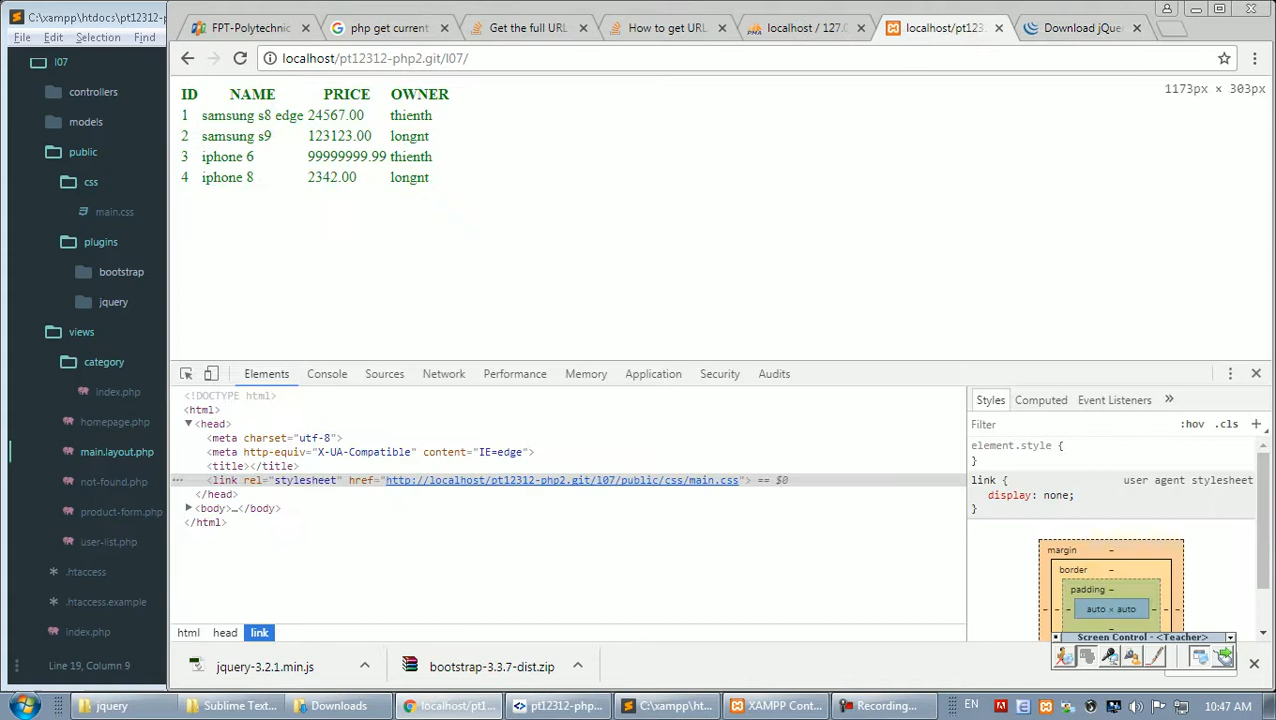 C:\xampp\htdocs\pt12312
File Edit Selection Find
l07
controllers
models
public
css
main.css
plugins
bootstrap
jquery
views
category
index.php
homepage.php
main.layout.php
not-found.php
product-form.php
user-list.php
.htaccess
.htaccess.example
index.php
Line 19, Column 9
FPT-Polytechnic
php get current
Get the full URL
How to get URL
localhost / 127.0
localhost/pt123
Download jQue
localhost/pt12312-php2.git/l07/
1173px × 303px
ID NAME PRICE OWNER
1 samsung s8 edge 24567.00 thienth
2 samsung s9 123123.00 longnt
3 iphone 6 99999999.99 thienth
4 iphone 8 2342.00 longnt
Elements Console Sources Network Performance Memory Application Security Audits
<!DOCTYPE html>
<html>
<head>
<meta charset="utf-8">
<meta http-equiv="X-UA-Compatible" content="IE=edge">
<title></title>
<link rel="stylesheet" href="http://localhost/pt12312-php2.git/l07/public/css/main.css"> == $0
</head>
<body>…</body>
</html>
html head link
Styles Computed Event Listeners »
Filter :hov .cls +
element.style {
}
link { user agent stylesheet
display: none;
}
margin –
border –
padding –
– – – auto × auto – – –
Screen Control - <Teacher>
jquery-3.2.1.min.js
bootstrap-3.3.7-dist.zip
jquery
Sublime Text...
Downloads
localhost/pt1...
pt12312-php...
C:\xampp\ht...
XAMPP Cont...
Recording...
EN
10:47 AM